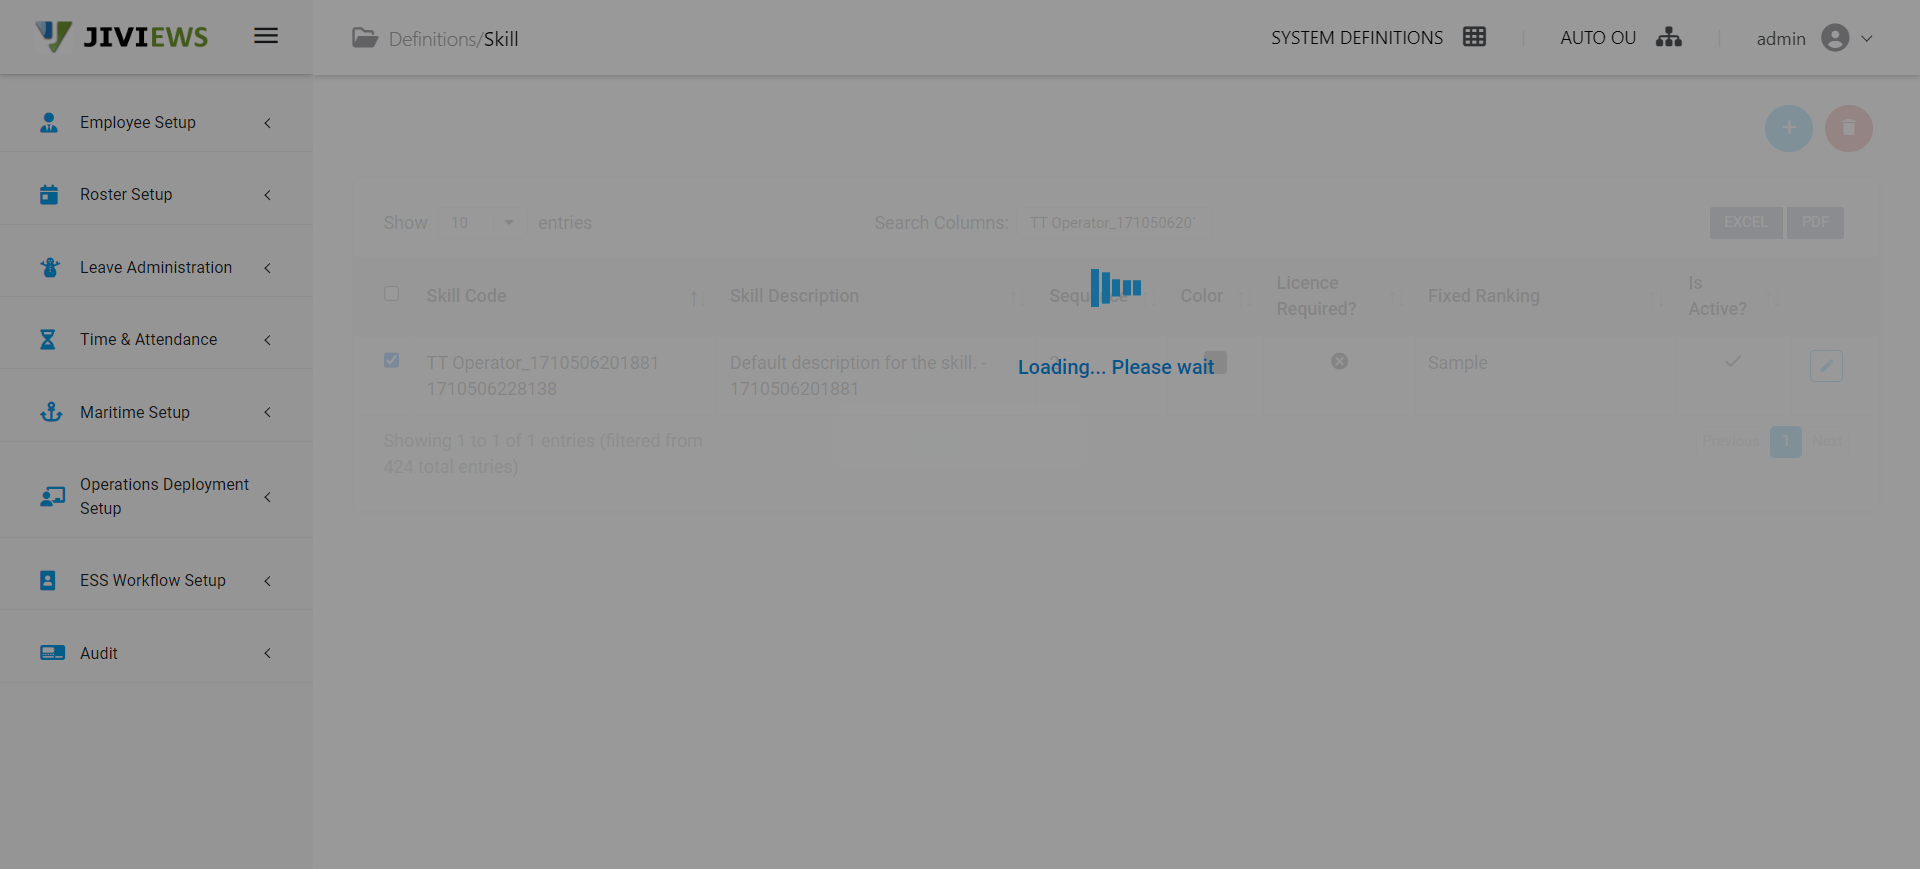 JIVIEWS
Definitions/Skill
SYSTEM DEFINITIONS
AUTO OU
admin
Employee Setup
Roster Setup
Leave Administration
Time & Attendance
Maritime Setup
Operations Deployment
Setup
ESS Workflow Setup
Audit
Show 10 entries
Search Columns: TT Operator_171050620
EXCEL PDF
Skill Code
Skill Description
Color
Licence
Required?
Fixed Ranking
Is
Active?
TT Operator_1710506201881
1710506228138
Default description for the skill. -
1710506201881
Sample
Loading... Please wait
Showing 1 to 1 of 1 entries (filtered from
424 total entries)
Previous 1 Next